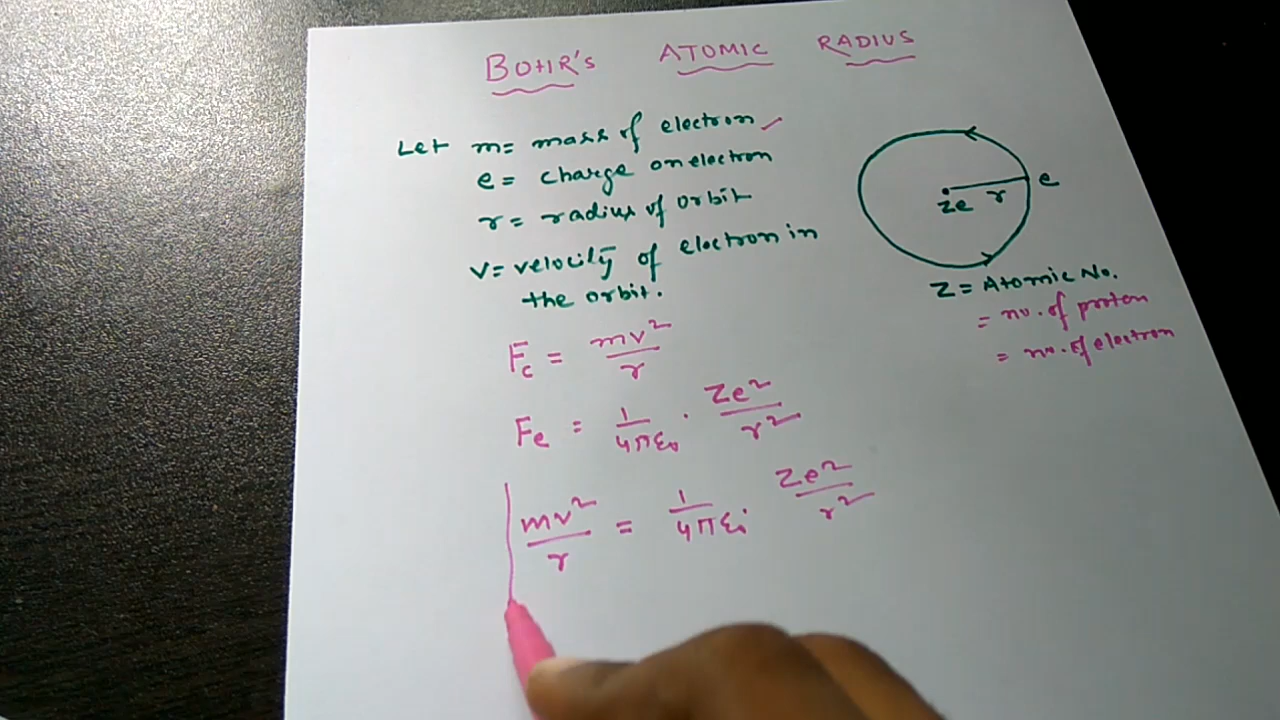 BOHR'S ATOMIC RADIUS
Let m = mass of electron
e = charge on electron
r = radius of orbit
v = velocity of electron in
the orbit.
e
r
ze
Z = Atomic No.
= no. of proton
= no. of electron
F_c = mv²/r
F_e = 1/4πε₀ · Ze²/r²
mv²/r = 1/4πε₀ Ze²/r²